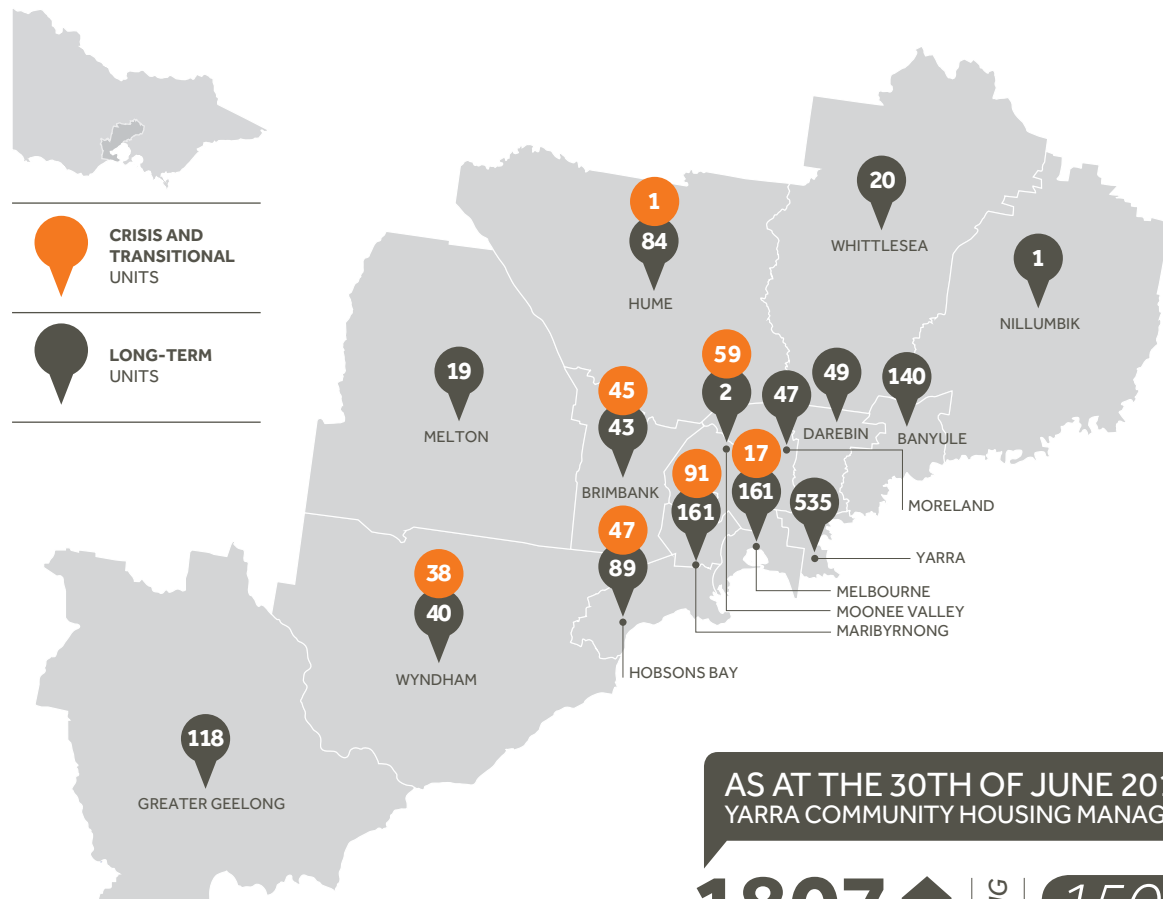 CRISIS AND
TRANSITIONAL
UNITS
LONG-TERM
UNITS
1
84
HUME
20
WHITTLESEA
1
NILLUMBIK
19
MELTON
45
43
BRIMBANK
59
2
47
49
DAREBIN
140
BANYULE
91
161
17
161
535
MORELAND
YARRA
MELBOURNE
MOONEE VALLEY
MARIBYRNONG
47
89
HOBSONS BAY
38
40
WYNDHAM
118
GREATER GEELONG
AS AT THE 30TH OF JUNE
YARRA COMMUNITY HOUSING
1807